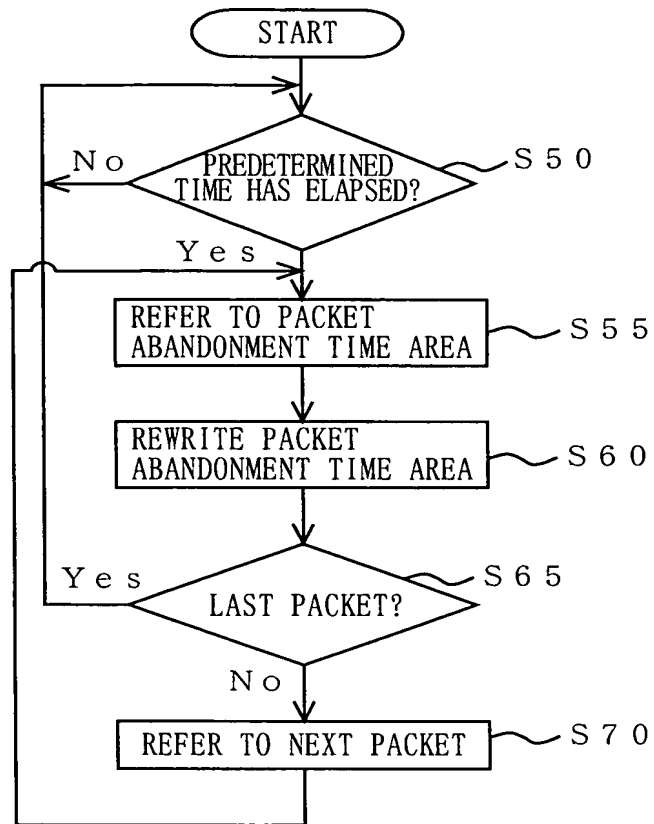 START
No
PREDETERMINED
TIME HAS ELAPSED?
S50
Yes
REFER TO PACKET
ABANDONMENT TIME AREA
S55
REWRITE PACKET
ABANDONMENT TIME AREA
S60
Yes
LAST PACKET?
S65
No
REFER TO NEXT PACKET
S70